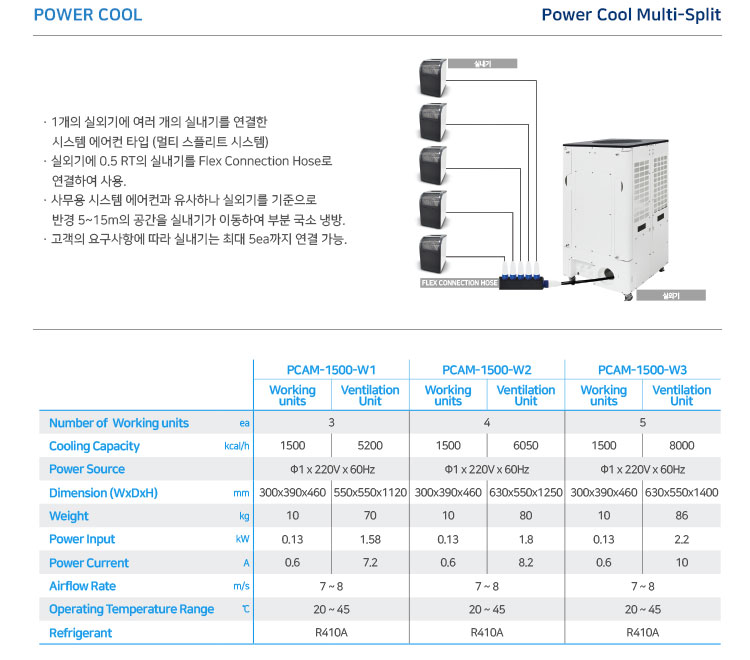 POWER COOL
Power Cool Multi-Split
실내기
· 1개의 실외기에 여러 개의 실내기를 연결한
시스템 에어컨 타입 (멀티 스플리트 시스템)
· 실외기에 0.5 RT의 실내기를 Flex Connection Hose로
연결하여 사용.
· 사무용 시스템 에어컨과 유사하나 실외기를 기준으로
반경 5~15m의 공간을 실내기가 이동하여 부분 국소 냉방.
· 고객의 요구사항에 따라 실내기는 최대 5ea까지 연결 가능.
FLEX CONNECTION HOSE
실외기
PCAM-1500-W1 PCAM-1500-W2 PCAM-1500-W3
Working units Ventilation Unit Working units Ventilation Unit Working units Ventilation Unit
Number of Working units ea 3 4 5
Cooling Capacity kcal/h 1500 5200 1500 6050 1500 8000
Power Source Φ1 x 220V x 60Hz Φ1 x 220V x 60Hz Φ1 x 220V x 60Hz
Dimension (WxDxH) mm 300x390x460 550x550x1120 300x390x460 630x550x1250 300x390x460 630x550x1400
Weight kg 10 70 10 80 10 86
Power Input kW 0.13 1.58 0.13 1.8 0.13 2.2
Power Current A 0.6 7.2 0.6 8.2 0.6 10
Airflow Rate m/s 7 ~ 8 7 ~ 8 7 ~ 8
Operating Temperature Range ℃ 20 ~ 45 20 ~ 45 20 ~ 45
Refrigerant R410A R410A R410A